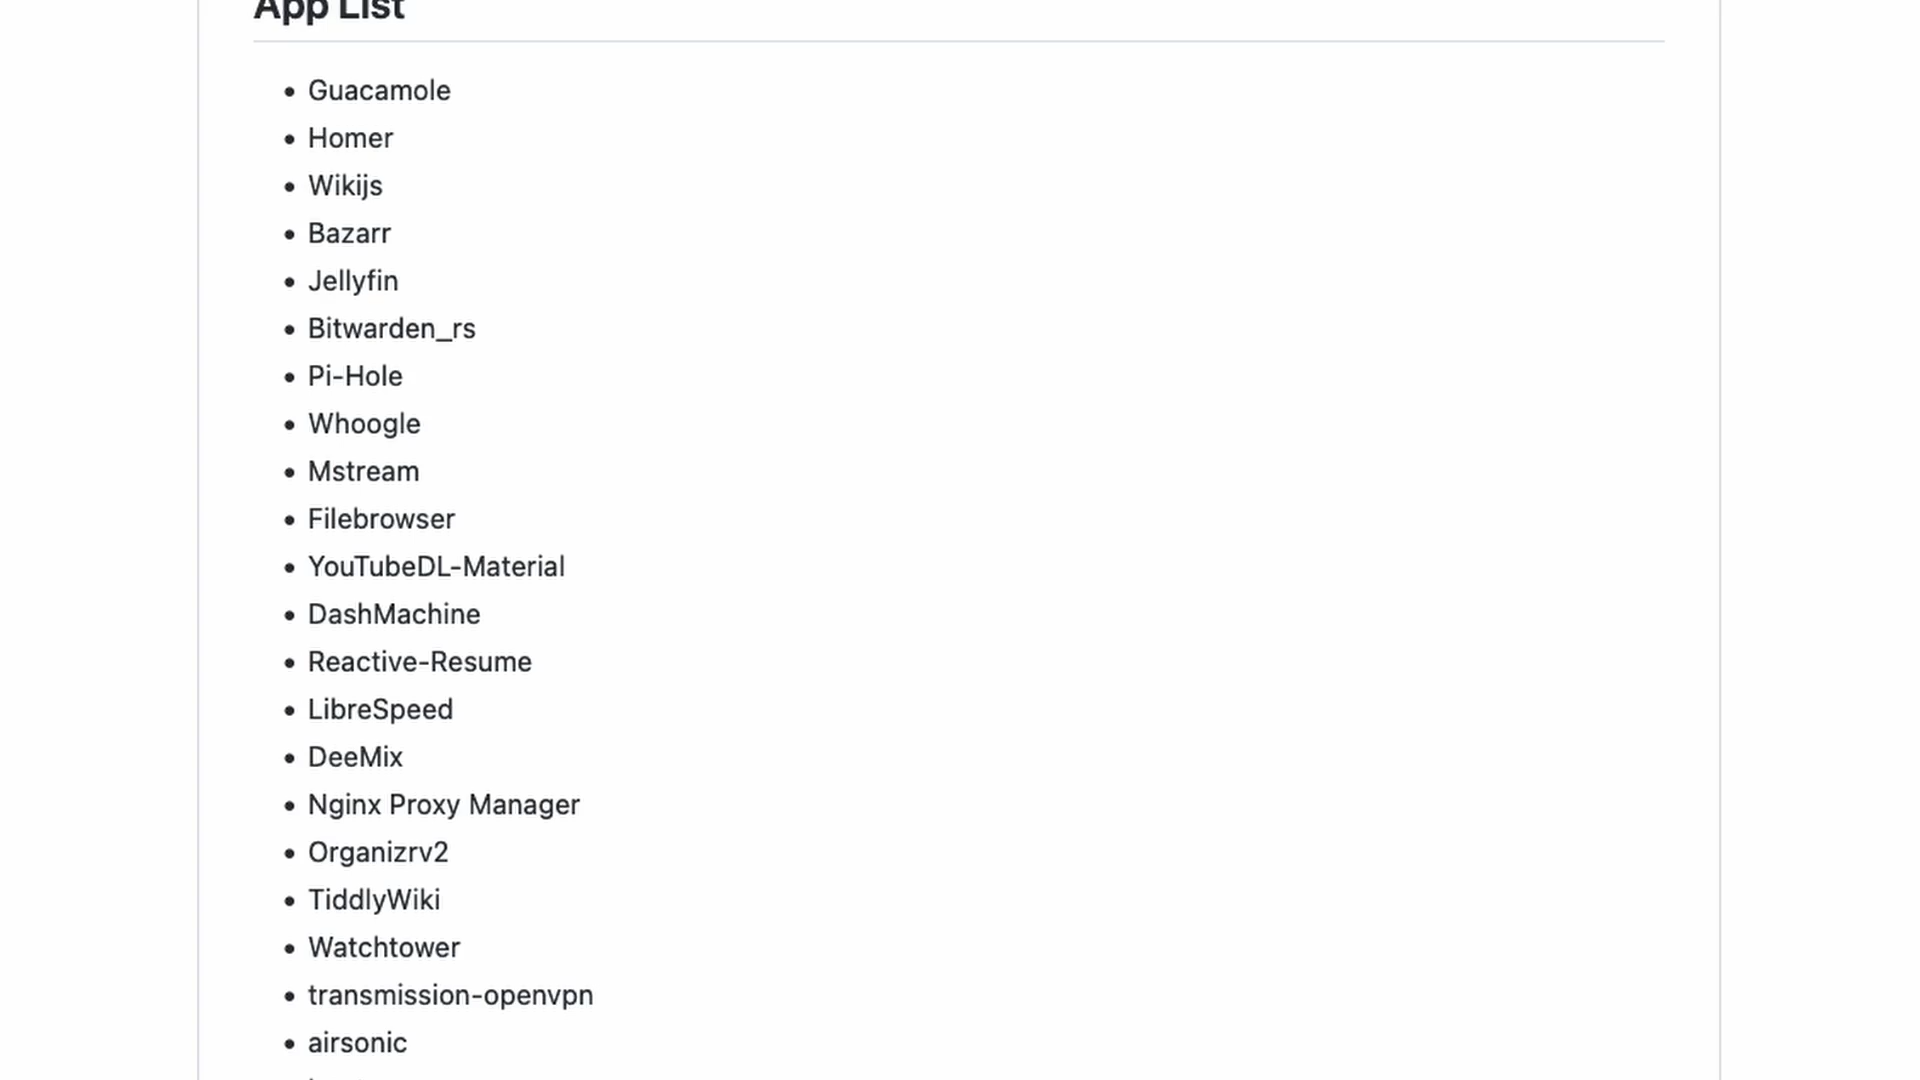 App List
• Guacamole
• Homer
• Wikijs
• Bazarr
• Jellyfin
• Bitwarden_rs
• Pi-Hole
• Whoogle
• Mstream
• Filebrowser
• YouTubeDL-Material
• DashMachine
• Reactive-Resume
• LibreSpeed
• DeeMix
• Nginx Proxy Manager
• Organizrv2
• TiddlyWiki
• Watchtower
• transmission-openvpn
• airsonic